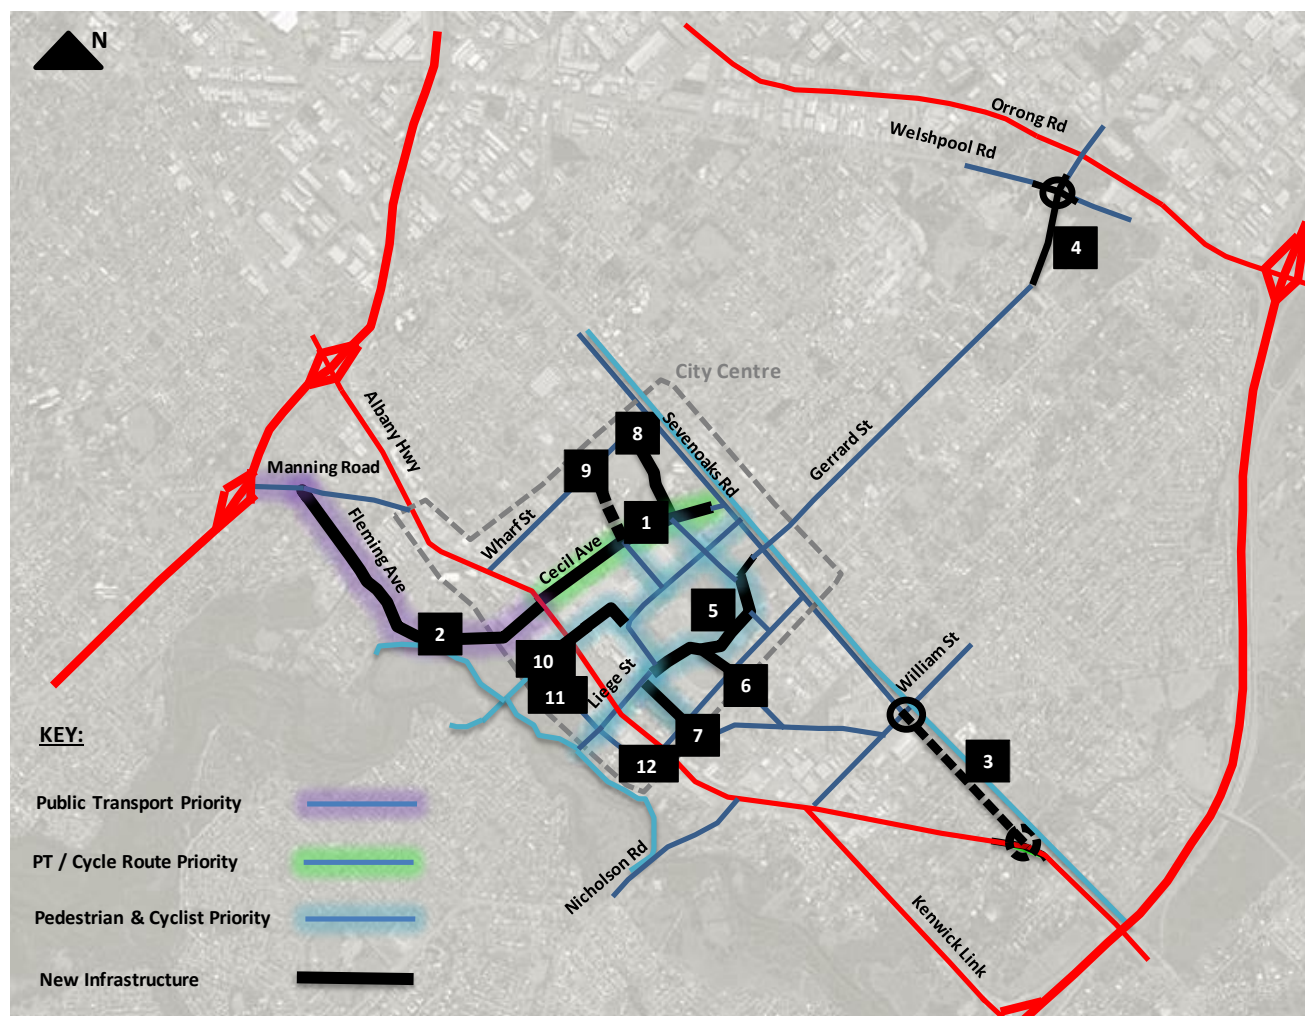 N
Orrong Rd
Welshpool Rd
4
City Centre
Albany Hwy
Sevenoaks Rd
8
Gerrard St
9
Manning Road
1
Wharf St
Fleming Ave
Cecil Ave
5
2
10
William St
Liege St
6
11
7
KEY:
3
12
Public Transport Priority
PT / Cycle Route Priority
Nicholson Rd
Pedestrian & Cyclist Priority
Kenwick Link
New Infrastructure